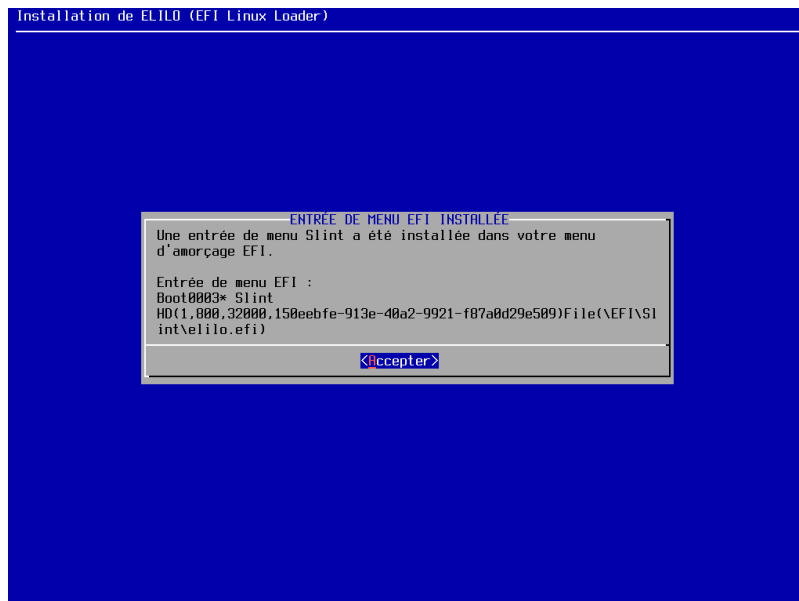 Installation de ELILO (EFI Linux Loader)
ENTRÉE DE MENU EFI INSTALLÉE
Une entrée de menu Slint a été installée dans votre menu
d'amorçage EFI.
Entrée de menu EFI :
Boot0003* Slint
HD(1,800,32000,150eebfe-913e-40a2-9921-f87a0d29e509)File(\EFI\Sl
int\elilo.efi)
<Accepter>